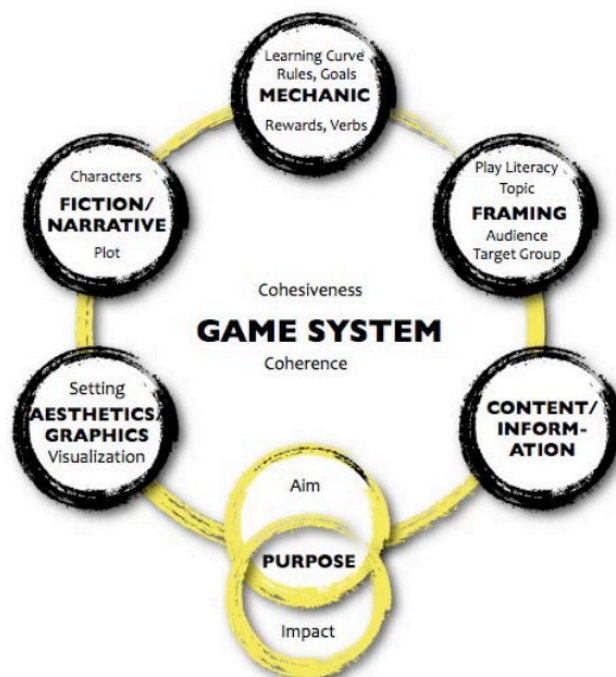 Learning Curve
Rules, Goals
MECHANIC
Rewards, Verbs
Characters
FICTION/
NARRATIVE
Plot
Play Literacy
Topic
FRAMING
Audience
Target Group
Cohesiveness
GAME SYSTEM
Coherence
Setting
AESTHETICS/
GRAPHICS
Visualization
CONTENT/
INFORM-
ATION
Aim
PURPOSE
Impact